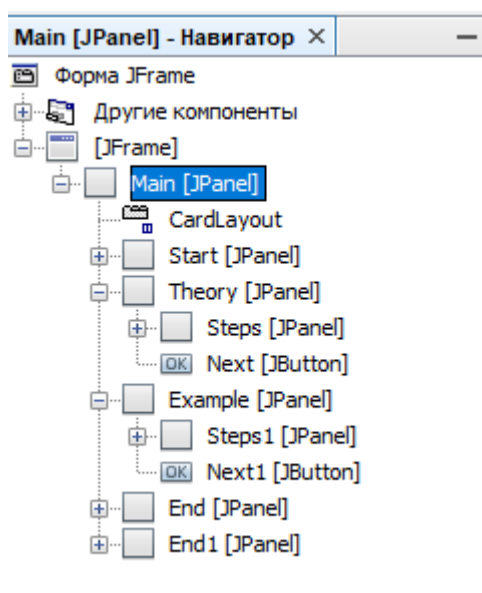 Main [JPanel] - Навигатор ×
Форма JFrame
Другие компоненты
[JFrame]
Main [JPanel]
CardLayout
Start [JPanel]
Theory [JPanel]
Steps [JPanel]
OK Next [JButton]
Example [JPanel]
Steps1 [JPanel]
OK Next1 [JButton]
End [JPanel]
End1 [JPanel]